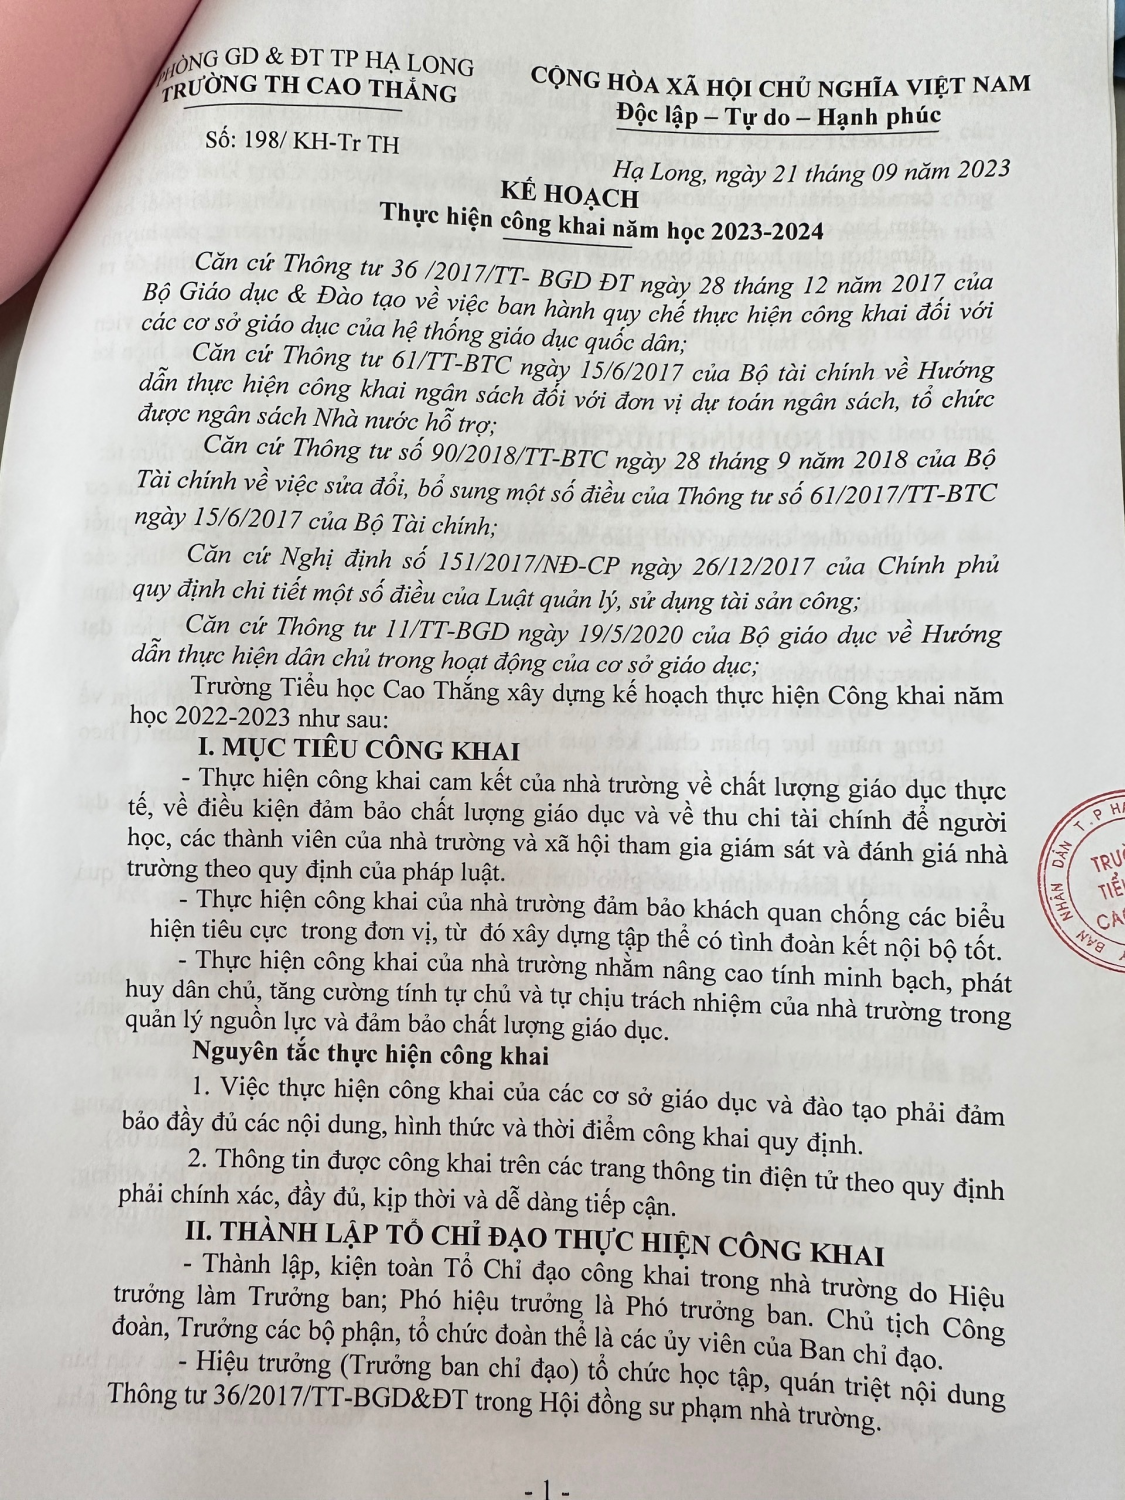 PHÒNG GD & ĐT TP HẠ LONG
TRƯỜNG TH CAO THẮNG
Số: 198/ KH-Tr TH
CỘNG HÒA XÃ HỘI CHỦ NGHĨA VIỆT NAM
Độc lập – Tự do – Hạnh phúc
Hạ Long, ngày 21 tháng 09 năm 2023
KẾ HOẠCH
Thực hiện công khai năm học 2023-2024
Căn cứ Thông tư 36 /2017/TT- BGD ĐT ngày 28 tháng 12 năm 2017 của
Bộ Giáo dục & Đào tạo về việc ban hành quy chế thực hiện công khai đối với
các cơ sở giáo dục của hệ thống giáo dục quốc dân;
Căn cứ Thông tư 61/TT-BTC ngày 15/6/2017 của Bộ tài chính về Hướng
dẫn thực hiện công khai ngân sách đối với đơn vị dự toán ngân sách, tổ chức
được ngân sách Nhà nước hỗ trợ;
Căn cứ Thông tư số 90/2018/TT-BTC ngày 28 tháng 9 năm 2018 của Bộ
Tài chính về việc sửa đổi, bổ sung một số điều của Thông tư số 61/2017/TT-BTC
ngày 15/6/2017 của Bộ Tài chính;
Căn cứ Nghị định số 151/2017/NĐ-CP ngày 26/12/2017 của Chính phủ
quy định chi tiết một số điều của Luật quản lý, sử dụng tài sản công;
Căn cứ Thông tư 11/TT-BGD ngày 19/5/2020 của Bộ giáo dục về Hướng
dẫn thực hiện dân chủ trong hoạt động của cơ sở giáo dục;
Trường Tiểu học Cao Thắng xây dựng kế hoạch thực hiện Công khai năm
học 2022-2023 như sau:
I. MỤC TIÊU CÔNG KHAI
- Thực hiện công khai cam kết của nhà trường về chất lượng giáo dục thực
tế, về điều kiện đảm bảo chất lượng giáo dục và về thu chi tài chính để người
học, các thành viên của nhà trường và xã hội tham gia giám sát và đánh giá nhà
trường theo quy định của pháp luật.
- Thực hiện công khai của nhà trường đảm bảo khách quan chống các biểu
hiện tiêu cực trong đơn vị, từ đó xây dựng tập thể có tình đoàn kết nội bộ tốt.
- Thực hiện công khai của nhà trường nhằm nâng cao tính minh bạch, phát
huy dân chủ, tăng cường tính tự chủ và tự chịu trách nhiệm của nhà trường trong
quản lý nguồn lực và đảm bảo chất lượng giáo dục.
Nguyên tắc thực hiện công khai
1. Việc thực hiện công khai của các cơ sở giáo dục và đào tạo phải đảm
bảo đầy đủ các nội dung, hình thức và thời điểm công khai quy định.
2. Thông tin được công khai trên các trang thông tin điện tử theo quy định
phải chính xác, đầy đủ, kịp thời và dễ dàng tiếp cận.
II. THÀNH LẬP TỔ CHỈ ĐẠO THỰC HIỆN CÔNG KHAI
- Thành lập, kiện toàn Tổ Chỉ đạo công khai trong nhà trường do Hiệu
trưởng làm Trưởng ban; Phó hiệu trưởng là Phó trưởng ban. Chủ tịch Công
đoàn, Trưởng các bộ phận, tổ chức đoàn thể là các ủy viên của Ban chỉ đạo.
- Hiệu trưởng (Trưởng ban chỉ đạo) tổ chức học tập, quán triệt nội dung
Thông tư 36/2017/TT-BGD&ĐT trong Hội đồng sư phạm nhà trường.
- 1 -
BAN NHÂN DÂN T.P HẠ